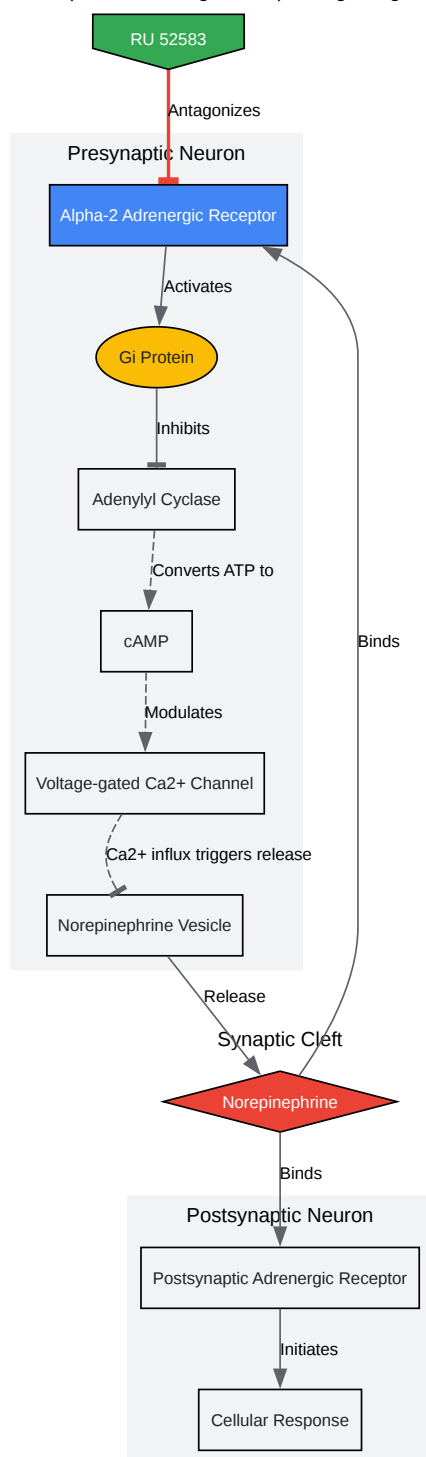 RU 52583
Antagonizes
Presynaptic Neuron
Alpha-2 Adrenergic Receptor
Activates
Gi Protein
Inhibits
Adenylyl Cyclase
Converts ATP to
cAMP
Binds
Modulates
Voltage-gated Ca2+ Channel
Ca2+ influx triggers release
Norepinephrine Vesicle
Release
Synaptic Cleft
Norepinephrine
Binds
Postsynaptic Neuron
Postsynaptic Adrenergic Receptor
Initiates
Cellular Response